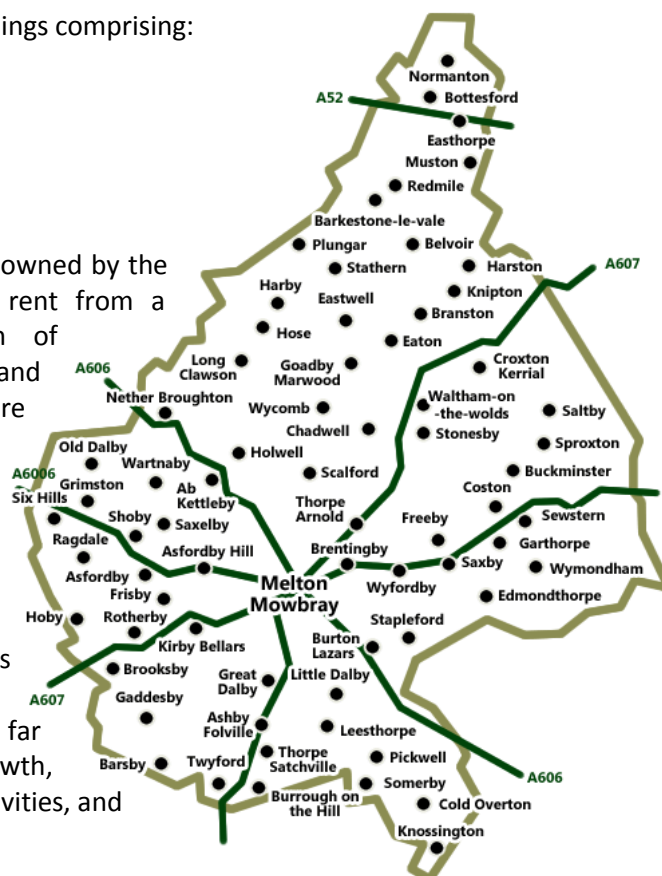 ings comprising:
Normanton
A52
Bottesford
Easthorpe
Muston
Redmile
Barkestone-le-vale
Plungar
Belvoir
owned by the
Stathern
Harston
A607
rent from a
Harby
Eastwell
Knipton
of
Hose
Branston
Eaton
and
Long
Clawson
Goadby
Marwood
Croxton
Kerrial
A606
re
Nether Broughton
Wycomb
Waltham-on
-the-wolds
Saltby
Chadwell
Stonesby
Old Dalby
Sproxton
Wartnaby
Holwell
Scalford
Buckminster
A6006
Grimston
Ab
Kettleby
Six Hills
Coston
Thorpe
Arnold
Sewstern
Shoby
Saxelby
Freeby
Ragdale
Asfordby Hill
Brentingby
Garthorpe
Saxby
Wymondham
Asfordby
Melton
Mowbray
Wyfordby
Frisby
Edmondthorpe
Hoby
Rotherby
Stapleford
Kirby Bellars
Burton
Lazars
s
Brooksby
Great
Dalby
Little Dalby
A607
Gaddesby
far
Ashby
Folville
Leesthorpe
wth,
Barsby
Twyford
Thorpe
Satchville
Pickwell
A606
Somerby
vities, and
Burrough on
the Hill
Cold Overton
Knossington